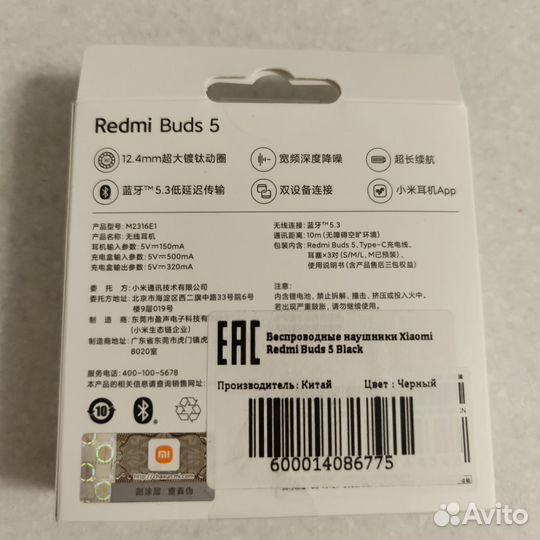 Redmi Buds 5
12.4mm超大镀钛动圈
宽频深度降噪
超长续航
蓝牙™ 5.3低延迟传输
双设备连接
小米耳机App
产品型号：M2316E1
产品名称：无线耳机
耳机输入参数：5V⎓150mA
充电盒输入参数：5V⎓500mA
充电盒输出参数：5V⎓320mA
无线连接：蓝牙™ 5.3
通讯距离：10m（无障碍空旷环境）
包装内含：Redmi Buds 5、Type-C充电线、
耳塞×3对（S/M/L，M已预装）、
使用说明书（含产品售后三包权益）
委托方：小米通讯技术有限公司
委托方地址：北京市海淀区西二旗中路33号院6号
楼9层019号
制造商：东莞市盈声电子科技有
（小米生态链企业）
制造商地址：广东省东莞市虎门镇虎
8020室
注意：
内含锂电池，禁止拆解、撞击、挤压或投入火中。
若出现严重鼓胀，请勿继续使用。
服务电话：400-100-5678
本产品相关信息，请查询销售网址：
EAC
Беспроводные наушники Xiaomi
Redmi Buds 5 Black
Производитель : Китай
Цвет : Черный
600014086775
10
mi
超涂层 查真伪
Avito